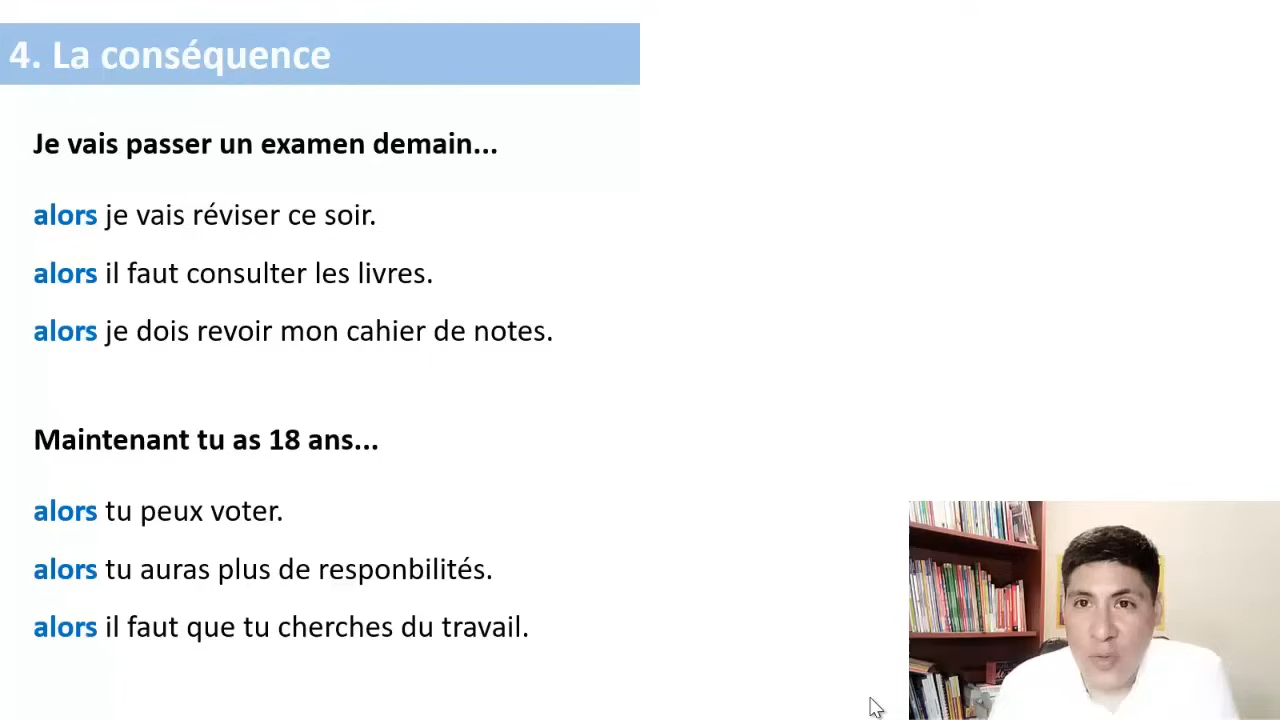 4. La conséquence
Je vais passer un examen demain...
alors je vais réviser ce soir.
alors il faut consulter les livres.
alors je dois revoir mon cahier de notes.
Maintenant tu as 18 ans...
alors tu peux voter.
alors tu auras plus de responbilités.
alors il faut que tu cherches du travail.